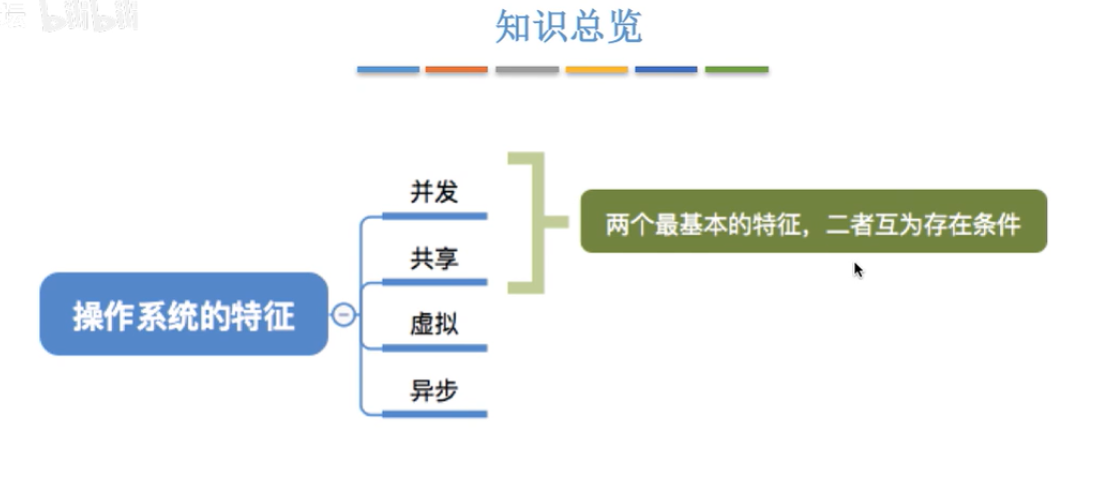 知识总览
并发
共享
虚拟
异步
操作系统的特征
两个最基本的特征，二者互为存在条件